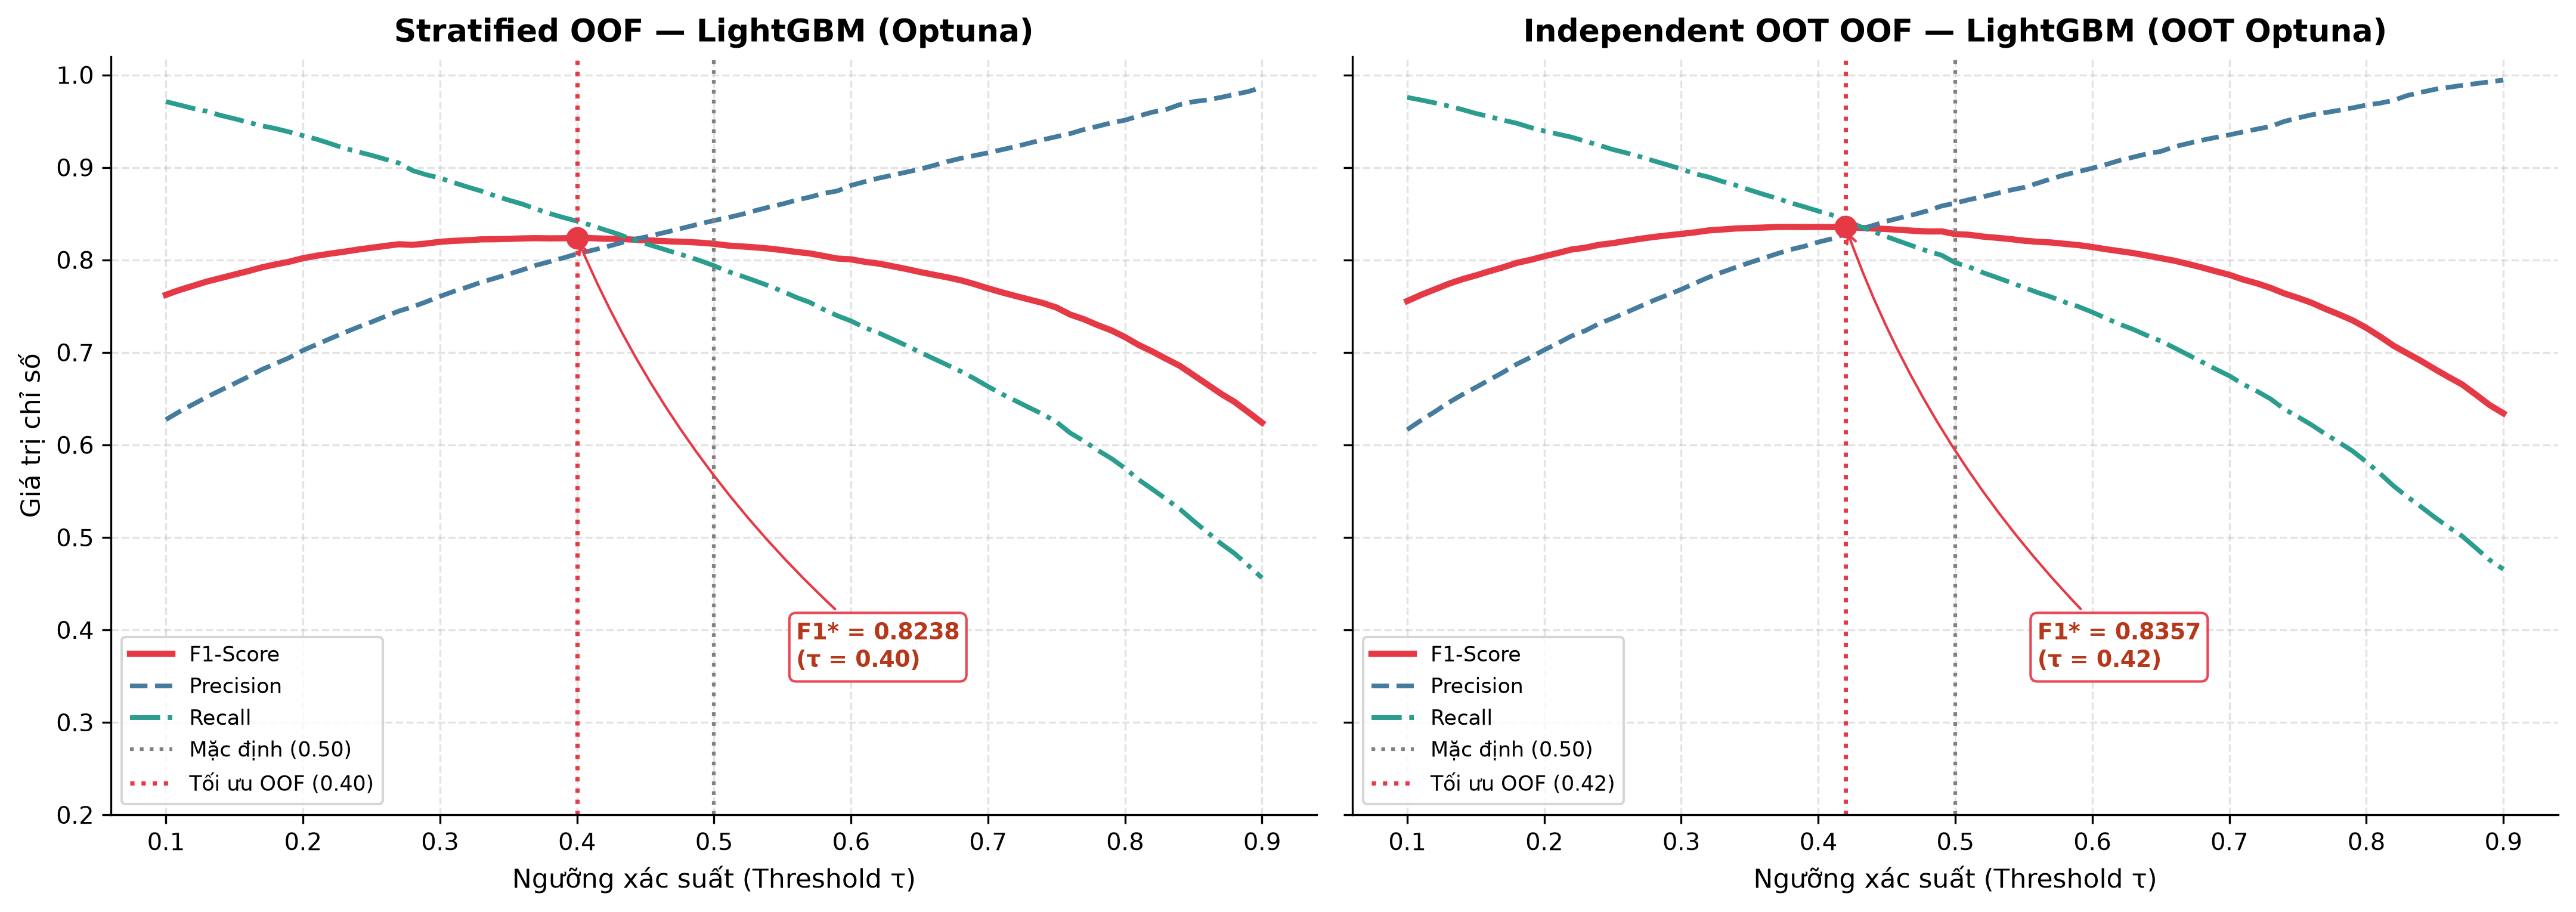 Stratified OOF — LightGBM (Optuna)
Giá trị chỉ số
1.0
0.9
0.8
0.7
0.6
0.5
0.4
0.3
0.2
F1* = 0.8238
(τ = 0.40)
F1-Score
Precision
Recall
Mặc định (0.50)
Tối ưu OOF (0.40)
0.1 0.2 0.3 0.4 0.5 0.6 0.7 0.8 0.9
Ngưỡng xác suất (Threshold τ)
Independent OOT OOF — LightGBM (OOT Optuna)
F1* = 0.8357
(τ = 0.42)
F1-Score
Precision
Recall
Mặc định (0.50)
Tối ưu OOF (0.42)
0.1 0.2 0.3 0.4 0.5 0.6 0.7 0.8 0.9
Ngưỡng xác suất (Threshold τ)